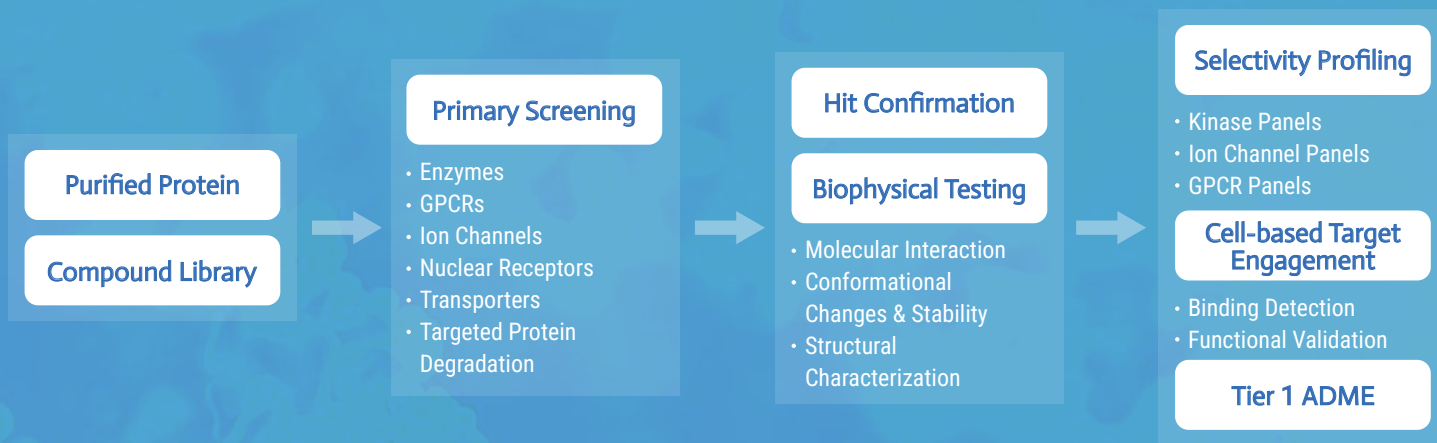 Purified Protein
Compound Library
Primary Screening
• Enzymes
• GPCRs
• Ion Channels
• Nuclear Receptors
• Transporters
• Targeted Protein
Degradation
Hit Confirmation
Biophysical Testing
• Molecular Interaction
• Conformational
Changes & Stability
• Structural
Characterization
Selectivity Profiling
• Kinase Panels
• Ion Channel Panels
• GPCR Panels
Cell-based Target
Engagement
• Binding Detection
• Functional Validation
Tier 1 ADME